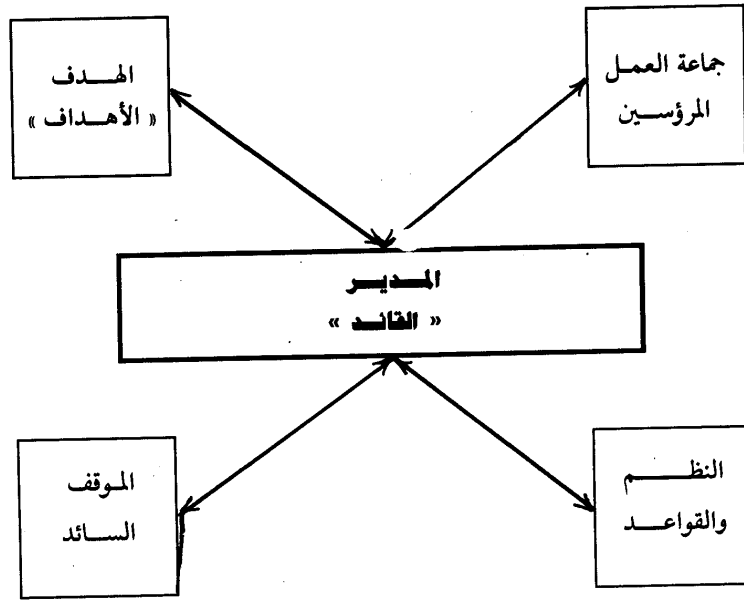 جماعة العمل
المرؤسين
الهدف
« الأهداف »
المدير
« القائد »
النظم
والقواعد
الموقف
السائد